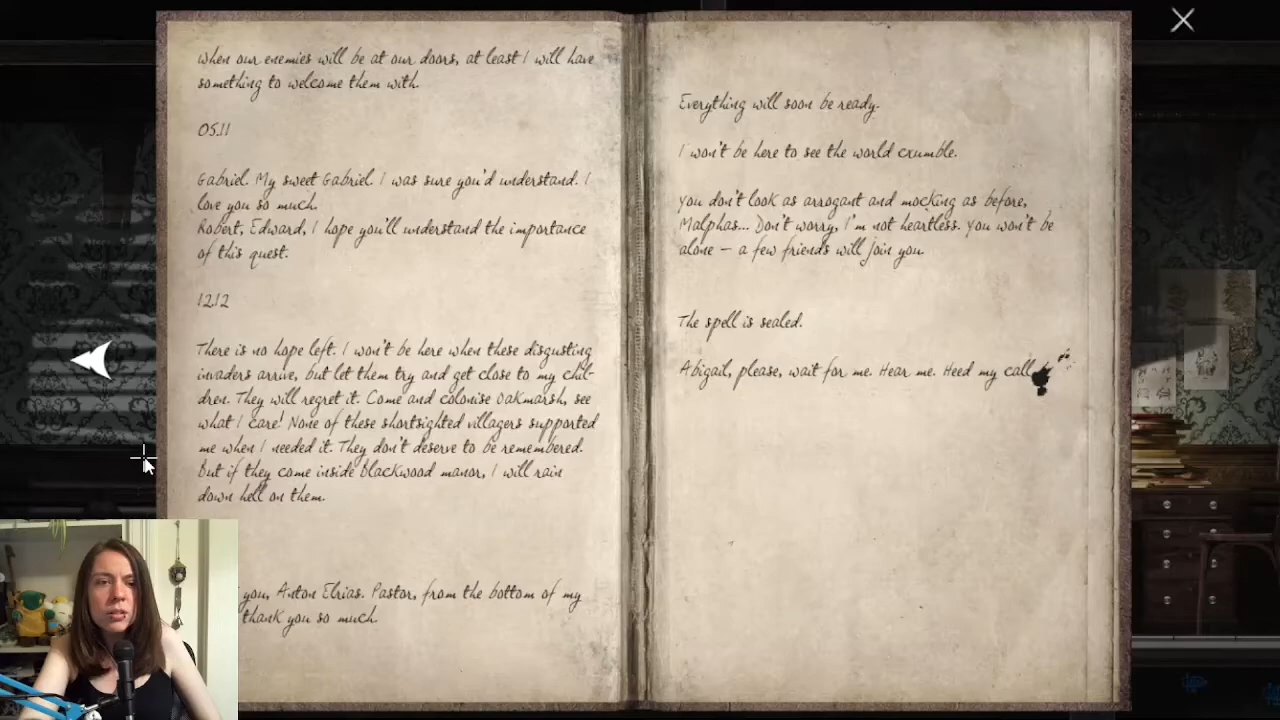 when our enemies will be at our doors, at least I will have
something to welcome them with.
05.11
Gabriel. My sweet Gabriel. I was sure you'd understand. I
love you so much.
Robert, Edward, I hope you'll understand the importance
of this quest.
12.12
There is no hope left. I won't be here when these disgusting
invaders arrive, but let them try and get close to my chil-
dren. They will regret it. Come and colonise Oakmarsh, see
what I care! None of these shortsighted villagers supported
me when I needed it. They don't deserve to be remembered.
But if they come inside Blackwood manor, I will rain
down hell on them.
you, Anton Elrias. Pastor, from the bottom of my
thank you so much.
Everything will soon be ready.
I won't be here to see the world crumble.
You don't look as arrogant and mocking as before,
Malphas... Don't worry, I'm not heartless. You won't be
alone – a few friends will join you.
The spell is sealed.
Abigail, please, wait for me. Hear me. Heed my call